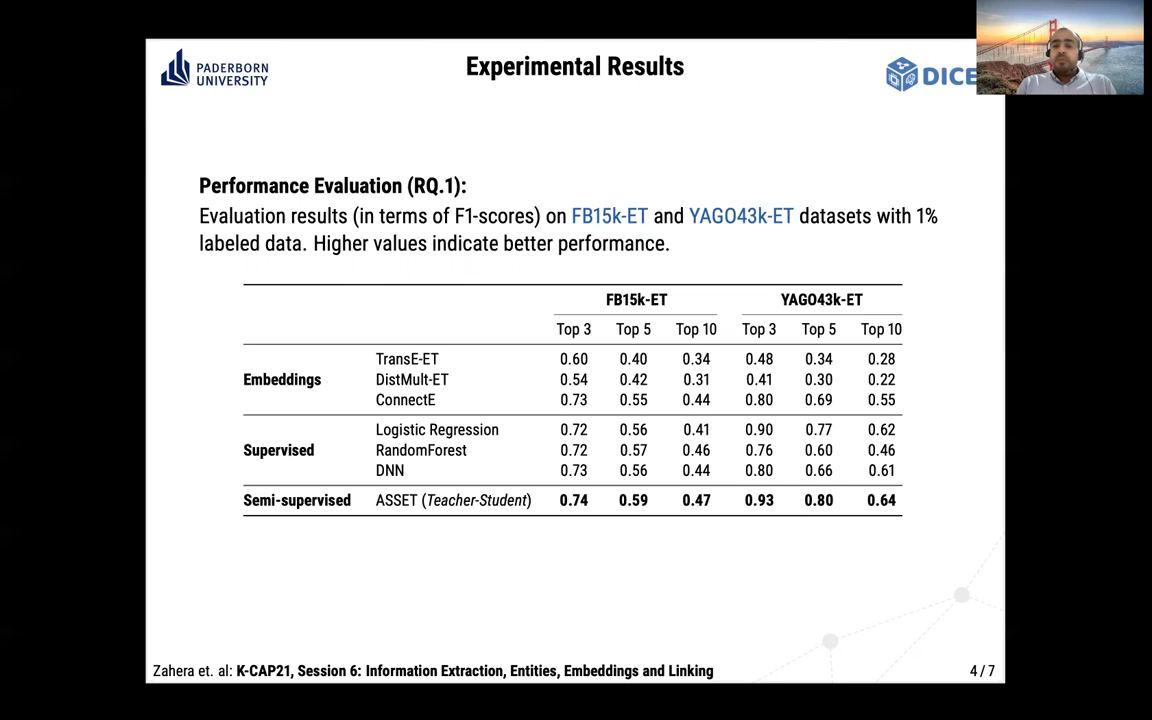 PADERBORN
UNIVERSITY
Experimental Results
DICE
Performance Evaluation (RQ.1):
Evaluation results (in terms of F1-scores) on FB15k-ET and YAGO43k-ET datasets with 1%
labeled data. Higher values indicate better performance.
FB15k-ET YAGO43k-ET
Top 3 Top 5 Top 10 Top 3 Top 5 Top 10
TransE-ET 0.60 0.40 0.34 0.48 0.34 0.28
Embeddings DistMult-ET 0.54 0.42 0.31 0.41 0.30 0.22
ConnectE 0.73 0.55 0.44 0.80 0.69 0.55
Logistic Regression 0.72 0.56 0.41 0.90 0.77 0.62
Supervised RandomForest 0.72 0.57 0.46 0.76 0.60 0.46
DNN 0.73 0.56 0.44 0.80 0.66 0.61
Semi-supervised ASSET (Teacher-Student) 0.74 0.59 0.47 0.93 0.80 0.64
Zahera et. al: K-CAP21, Session 6: Information Extraction, Entities, Embeddings and Linking 4 / 7